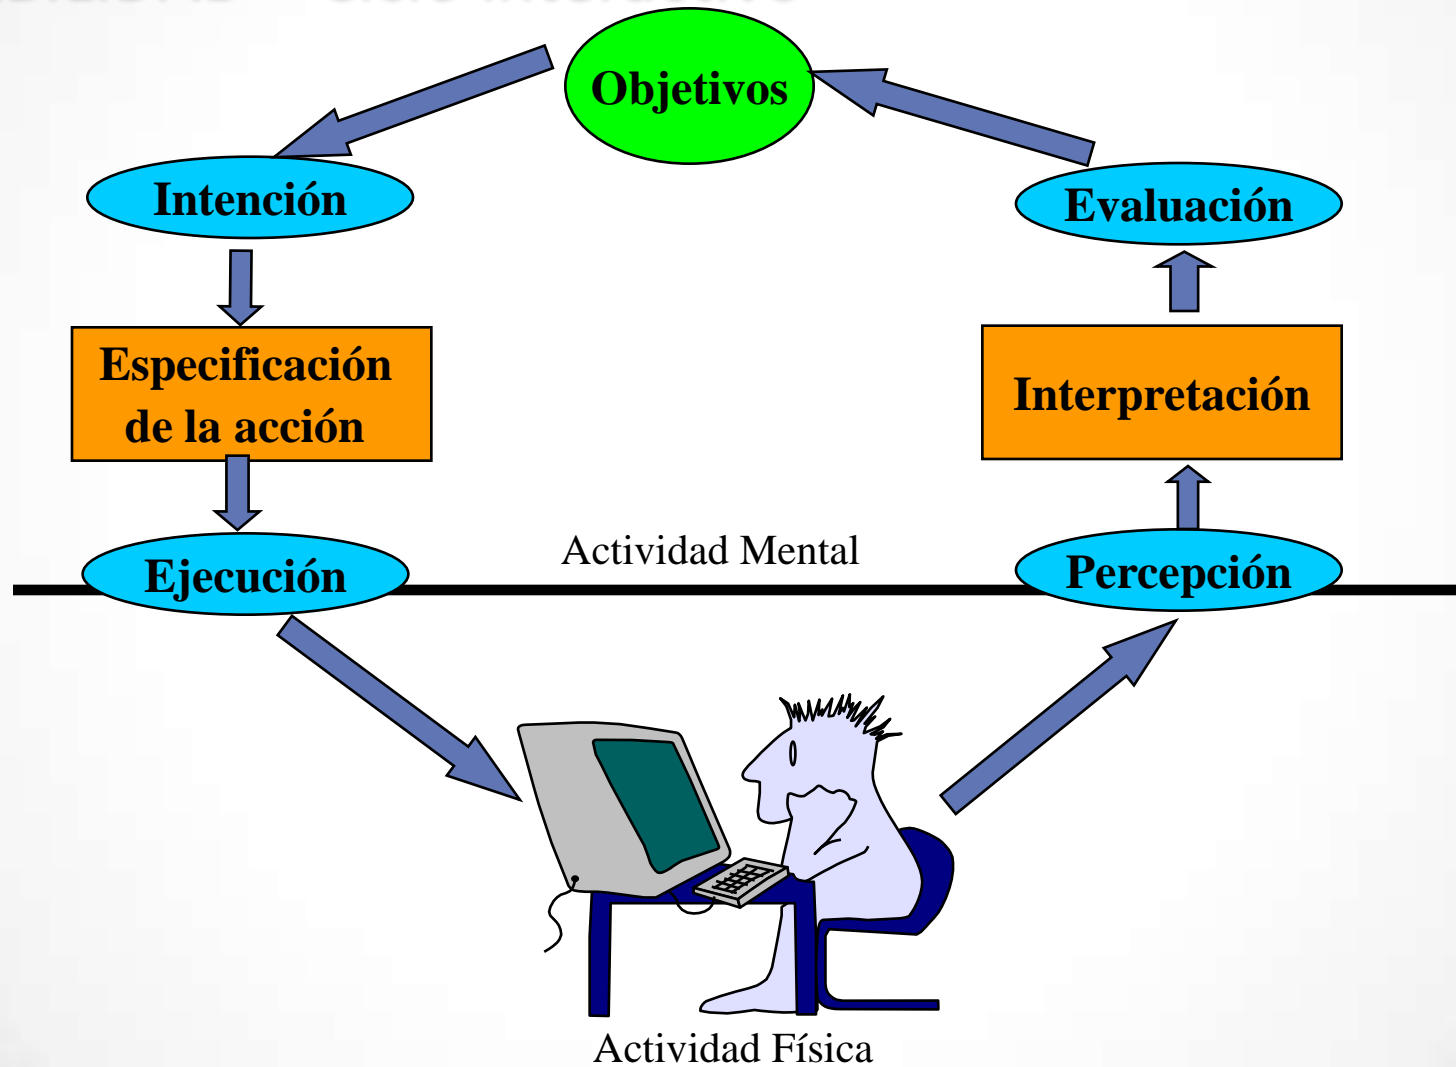 Objetivos
Intención
Evaluación
Especificación
de la acción
Interpretación
Actividad Mental
Ejecución
Percepción
Actividad Física